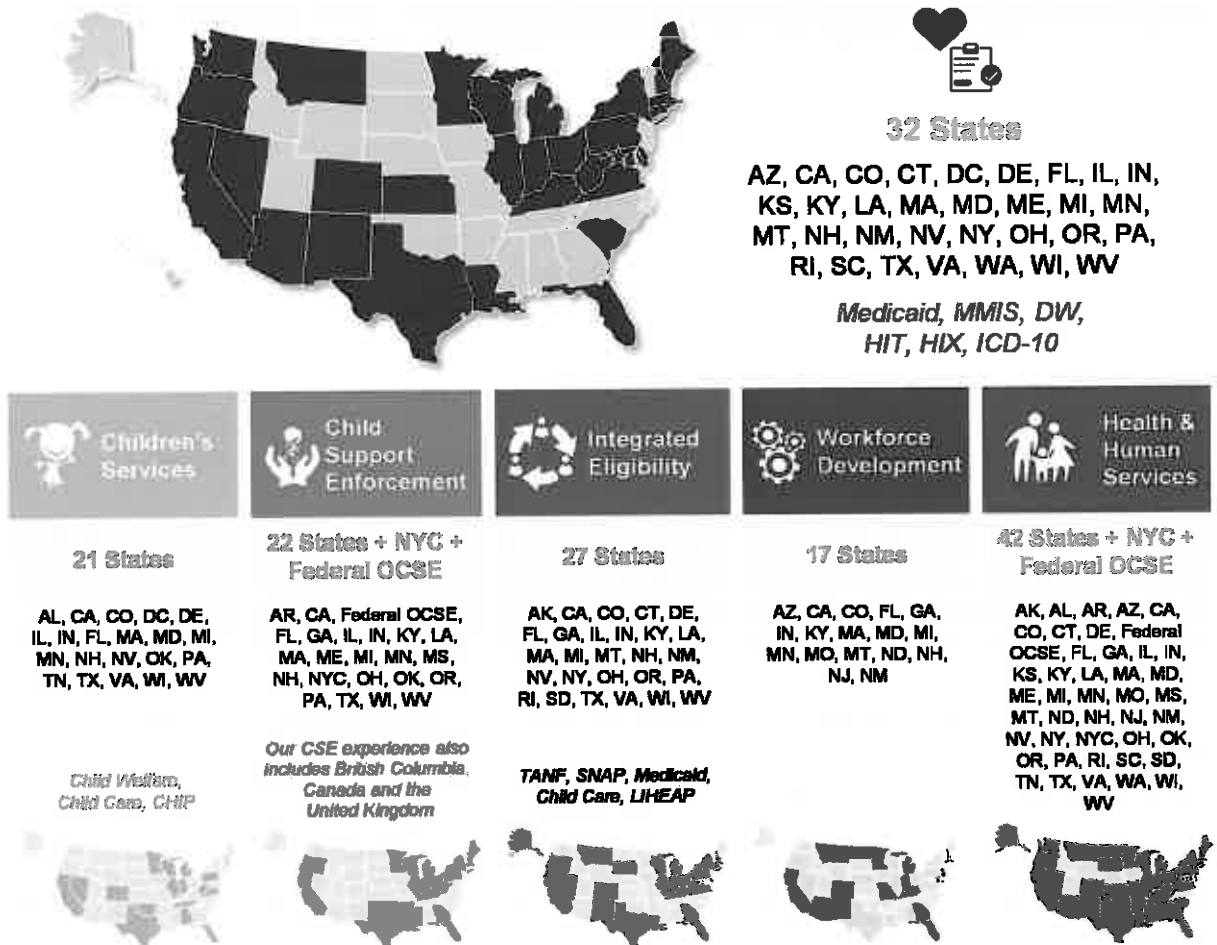 32 States
AZ, CA, CO, CT, DC, DE, FL, IL, IN,
KS, KY, LA, MA, MD, ME, MI, MN,
MT, NH, NM, NV, NY, OH, OR, PA,
RI, SC, TX, VA, WA, WI, WV
Medicaid, MMIS, DW,
HIT, HIX, ICD-10
Children's
Services
21 States
AL, CA, CO, DC, DE,
IL, IN, FL, MA, MD, MI,
MN, NH, NV, OK, PA,
TN, TX, VA, WI, WV
Child Welfare,
Child Care, CHIP
Child
Support
Enforcement
22 States + NYC +
Federal OCSE
AR, CA, Federal OCSE,
FL, GA, IL, IN, KY, LA,
MA, ME, MI, MN, MS,
NH, NYC, OH, OK, OR,
PA, TX, WI, WV
Our CSE experience also
includes British Columbia,
Canada and the
United Kingdom
Integrated
Eligibility
27 States
AK, CA, CO, CT, DE,
FL, GA, IL, IN, KY, LA,
MA, MI, MT, NH, NM,
NV, NY, OH, OR, PA,
RI, SD, TX, VA, WI, WV
TANF, SNAP, Medicaid,
Child Care, LIHEAP
Workforce
Development
17 States
AZ, CA, CO, FL, GA,
IN, KY, MA, MD, MI,
MN, MO, MT, ND, NH,
NJ, NM
Health &
Human
Services
42 States + NYC +
Federal OCSE
AK, AL, AR, AZ, CA,
CO, CT, DE, Federal
OCSE, FL, GA, IL, IN,
KS, KY, LA, MA, MD,
ME, MI, MN, MO, MS,
MT, ND, NH, NJ, NM,
NV, NY, NYC, OH, OK,
OR, PA, RI, SC, SD,
TN, TX, VA, WA, WI,
WV